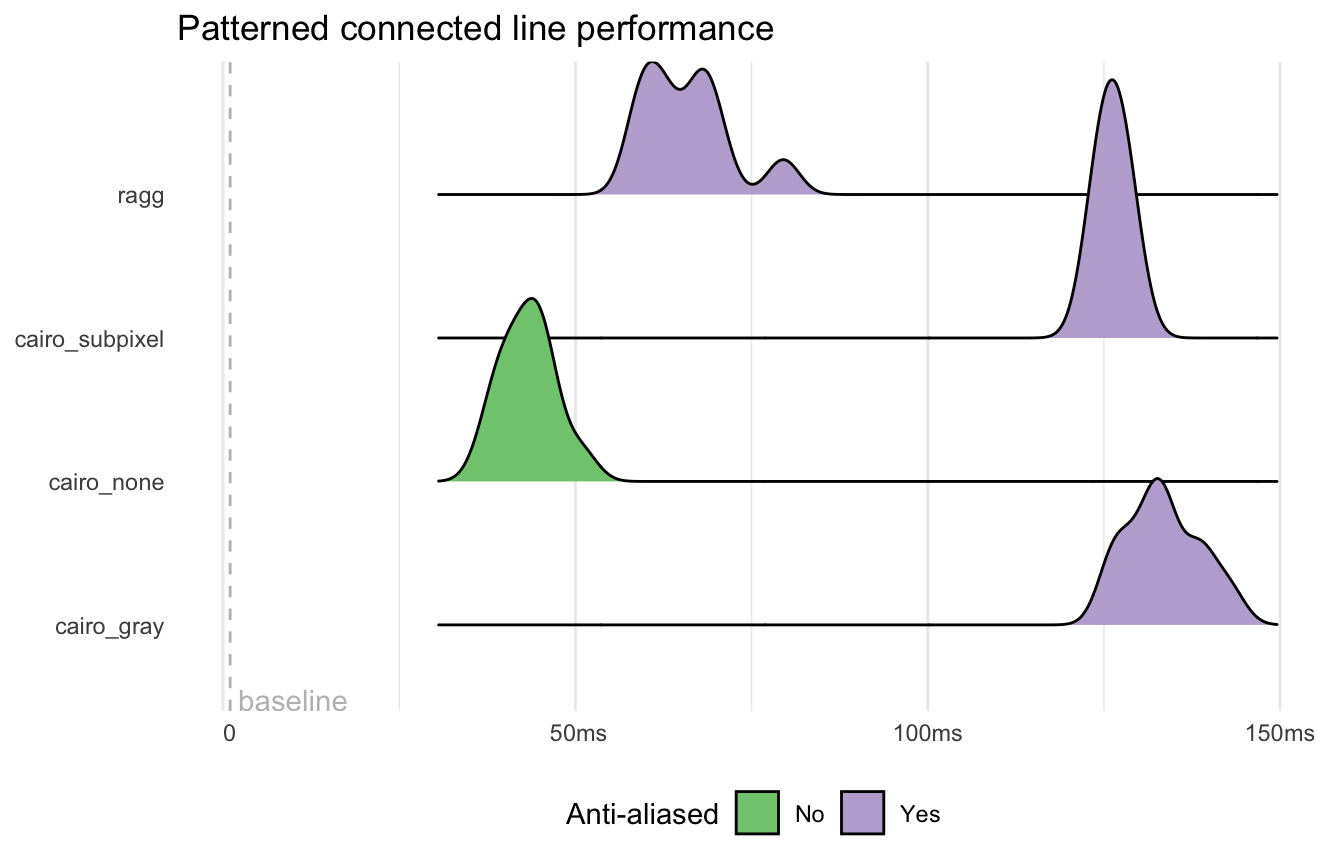 Patterned connected line performance
ragg
cairo_subpixel
cairo_none
cairo_gray
baseline
0 50ms 100ms 150ms
Anti-aliased No Yes